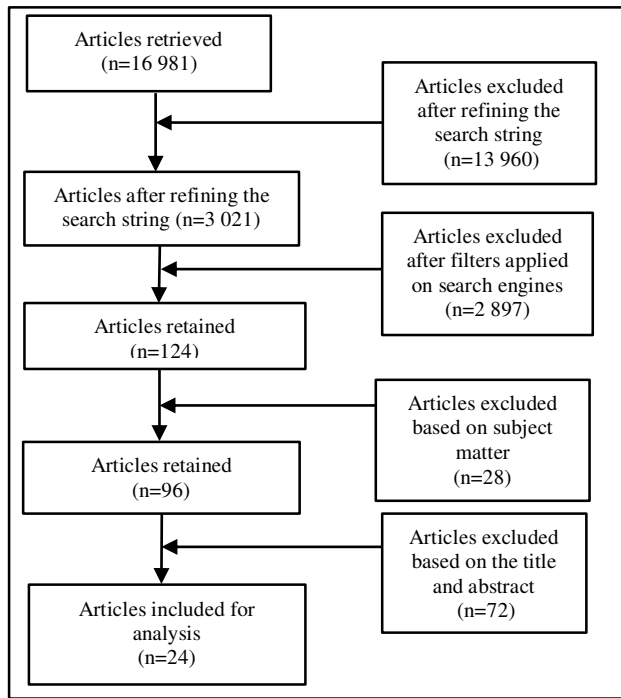 Articles retrieved
(n=16 981)
Articles excluded
after refining the
search string
(n=13 960)
Articles after refining the
search string (n=3 021)
Articles excluded
after filters applied
on search engines
(n=2 897)
Articles retained
(n=124)
Articles excluded
based on subject
matter
(n=28)
Articles retained
(n=96)
Articles excluded
based on the title
and abstract
(n=72)
Articles included for
analysis
(n=24)